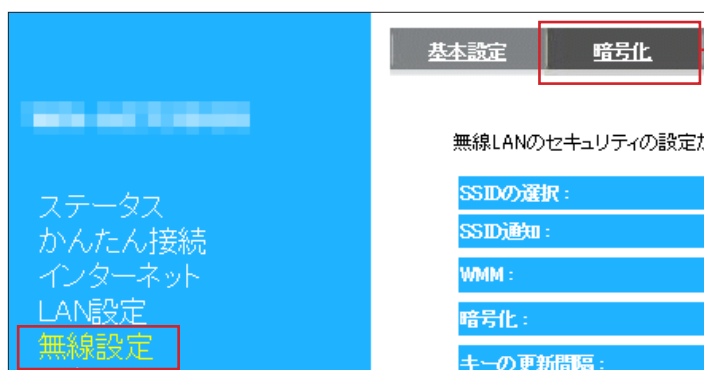 基本設定
暗号化
無線LANのセキュリティの設定
SSIDの選択：
SSID通知：
WMM：
暗号化：
キーの更新間隔：
ステータス
かんたん接続
インターネット
LAN設定
無線設定